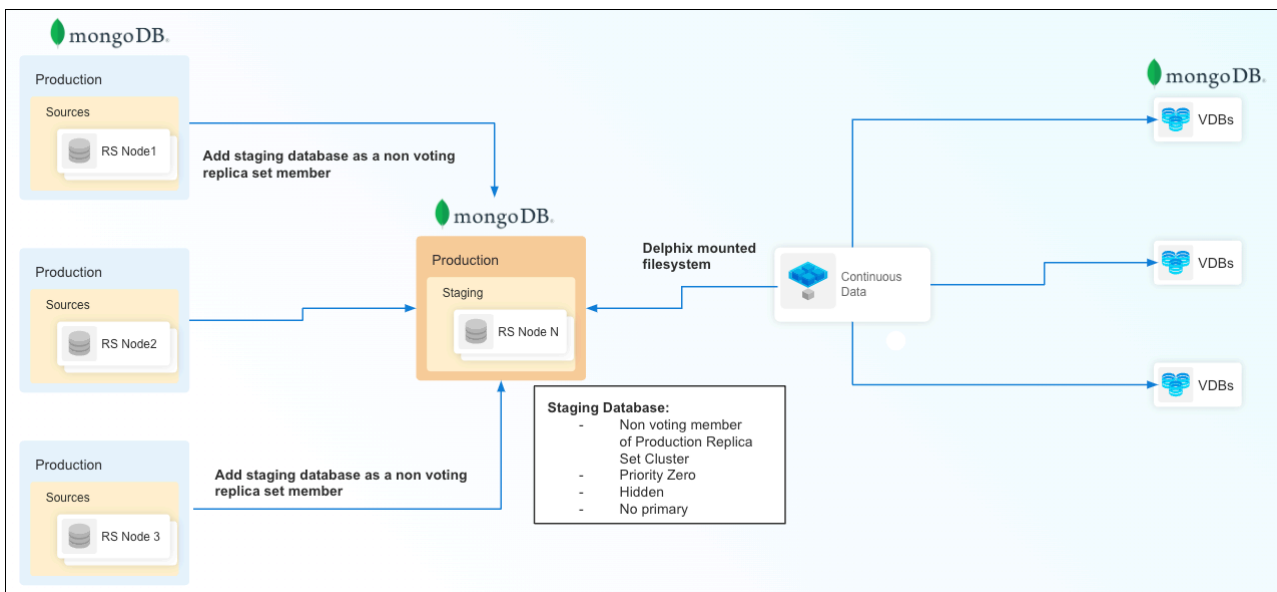 mongoDB.
Production
Sources
RS Node1
Add staging database as a non voting
replica set member
Production
Sources
RS Node2
Production
Sources
RS Node 3
Add staging database as a non voting
replica set member
mongoDB.
Production
Staging
RS Node N
Staging Database:
- Non voting member
of Production Replica
Set Cluster
- Priority Zero
- Hidden
- No primary
Delphix mounted
filesystem
Continuous
Data
mongoDB.
VDBs
VDBs
VDBs